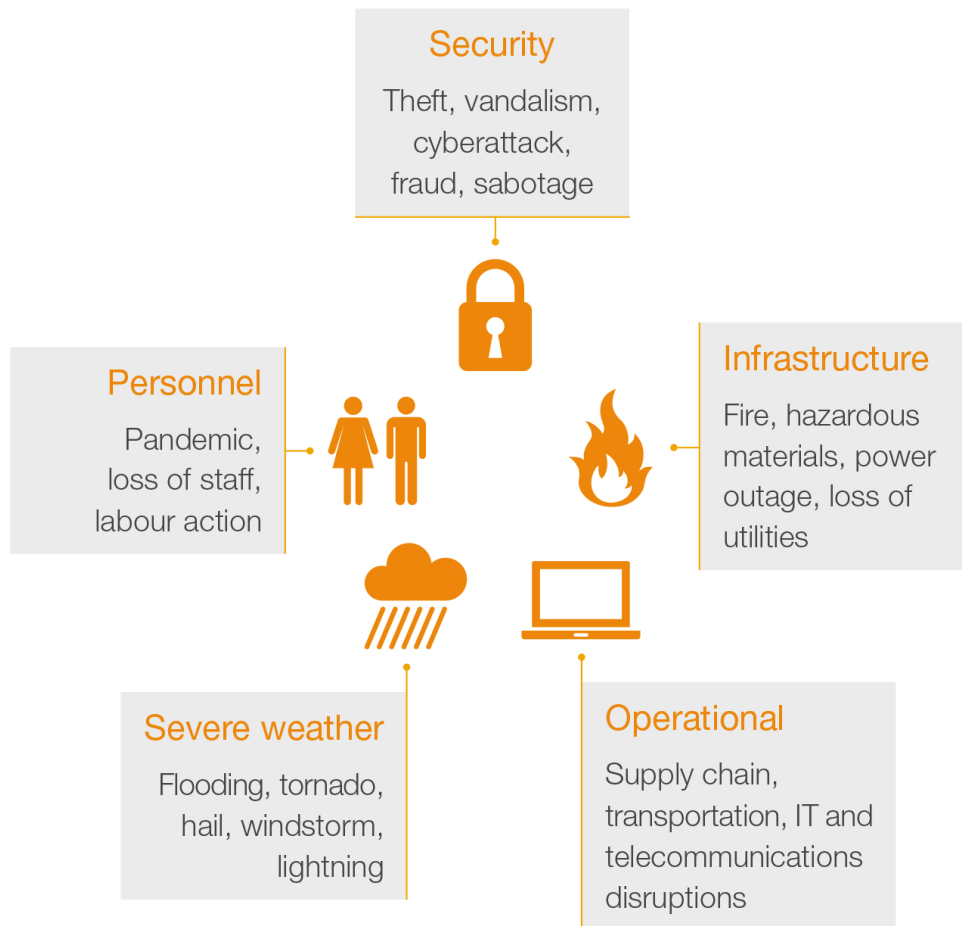 Security
Theft, vandalism,
cyberattack,
fraud, sabotage
Personnel
Pandemic,
loss of staff,
labour action
Infrastructure
Fire, hazardous
materials, power
outage, loss of
utilities
Severe weather
Flooding, tornado,
hail, windstorm,
lightning
Operational
Supply chain,
transportation, IT and
telecommunications
disruptions